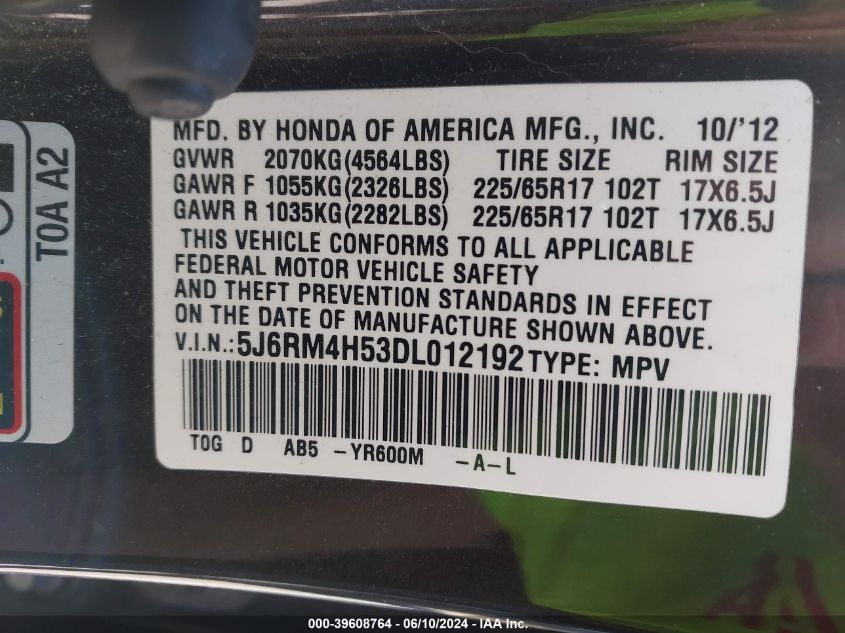 MFD. BY HONDA OF AMERICA MFG., INC. 10/'12
GVWR 2070KG(4564LBS) TIRE SIZE RIM SIZE
GAWR F 1055KG(2326LBS) 225/65R17 102T 17X6.5J
GAWR R 1035KG(2282LBS) 225/65R17 102T 17X6.5J
THIS VEHICLE CONFORMS TO ALL APPLICABLE
FEDERAL MOTOR VEHICLE SAFETY
AND THEFT PREVENTION STANDARDS IN EFFECT
ON THE DATE OF MANUFACTURE SHOWN ABOVE.
V.I.N.: 5J6RM4H53DL012192 TYPE: MPV
T0G D AB5 -YR600M -A-L
T0A A2
000-39608764 - 06/10/2024 - IAA Inc.